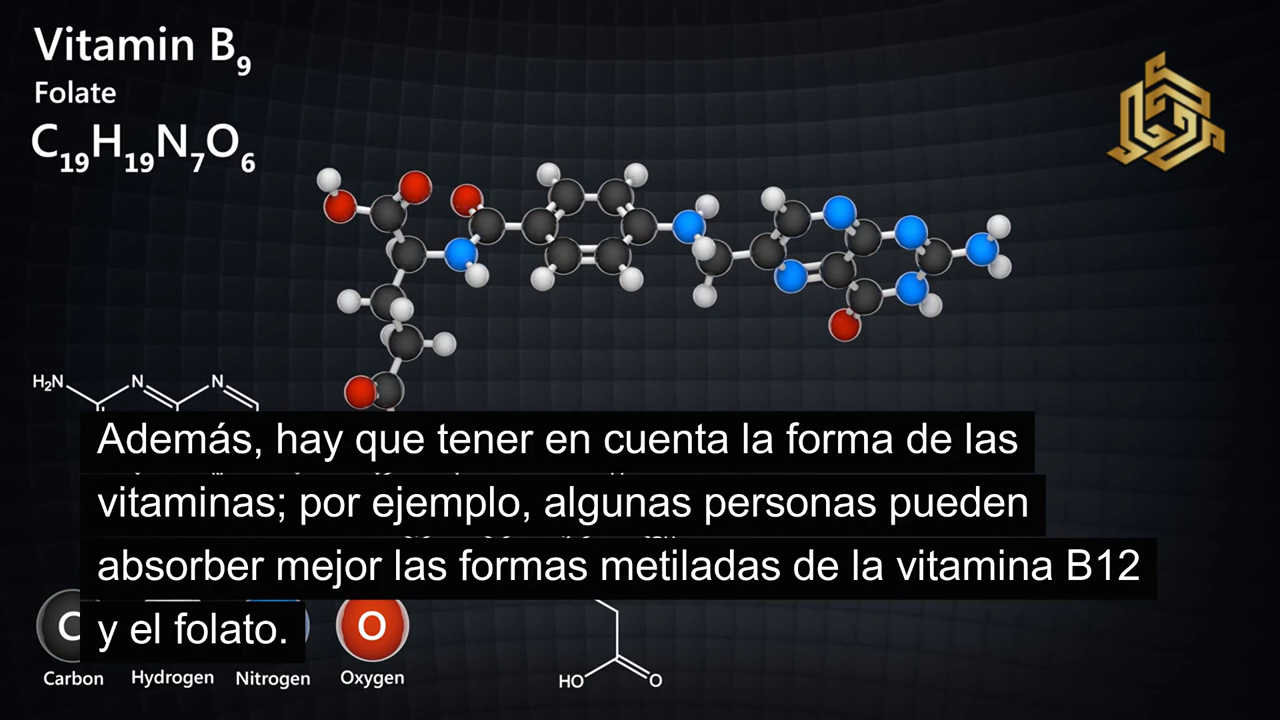 Vitamin B9
Folate
C19H19N7O6
H2N N N
Además, hay que tener en cuenta la forma de las
vitaminas; por ejemplo, algunas personas pueden
absorber mejor las formas metiladas de la vitamina B12
y el folato.
C O
Carbon Hydrogen Nitrogen Oxygen
HO O